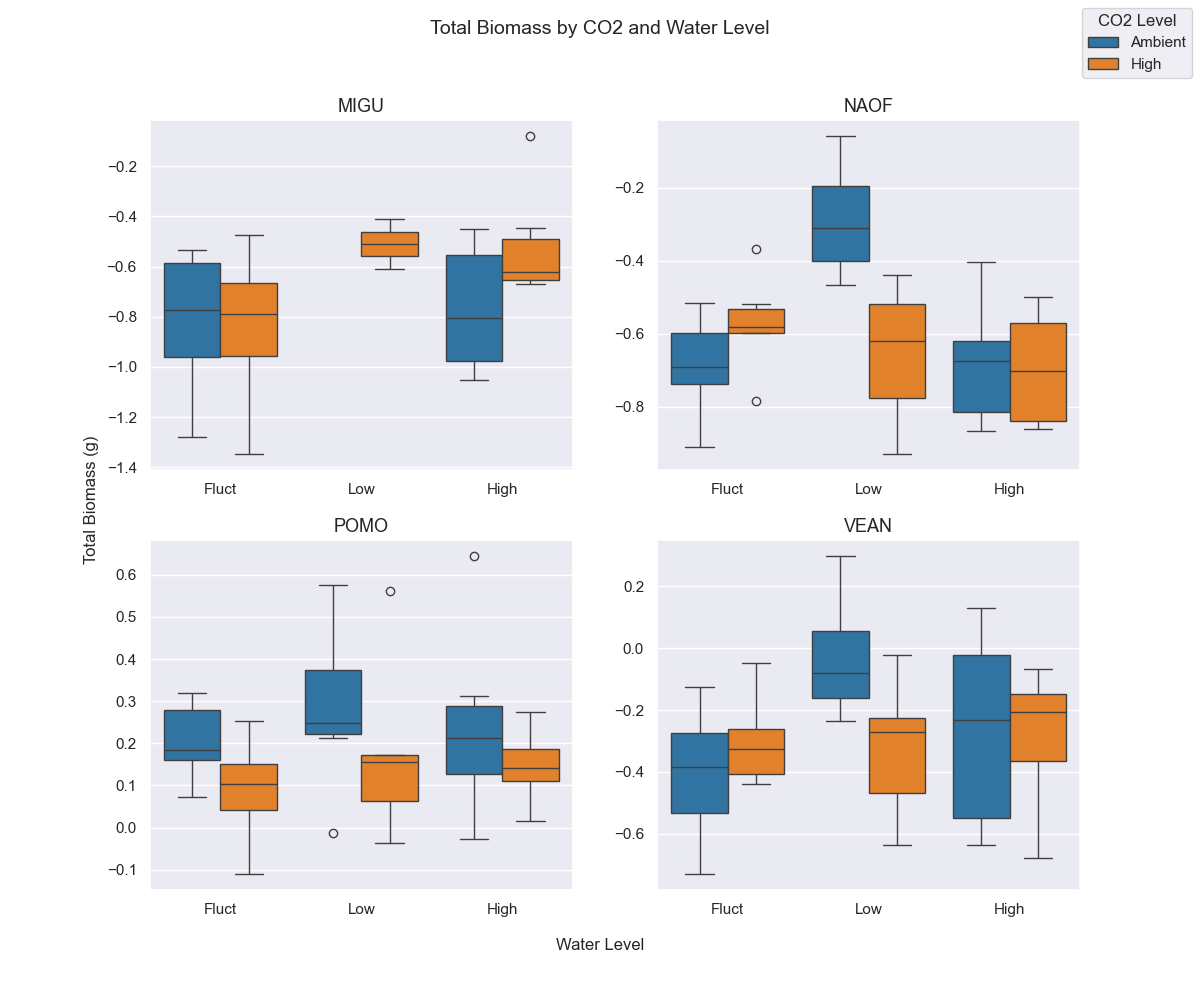 Total Biomass by CO2 and Water Level
CO2 Level
Ambient
High
MIGU
−0.2
−0.4
−0.6
−0.8
−1.0
−1.2
−1.4
Fluct Low High
NAOF
−0.2
−0.4
−0.6
−0.8
Fluct Low High
Total Biomass (g)
POMO
0.6
0.5
0.4
0.3
0.2
0.1
0.0
−0.1
Fluct Low High
VEAN
0.2
0.0
−0.2
−0.4
−0.6
Fluct Low High
Water Level